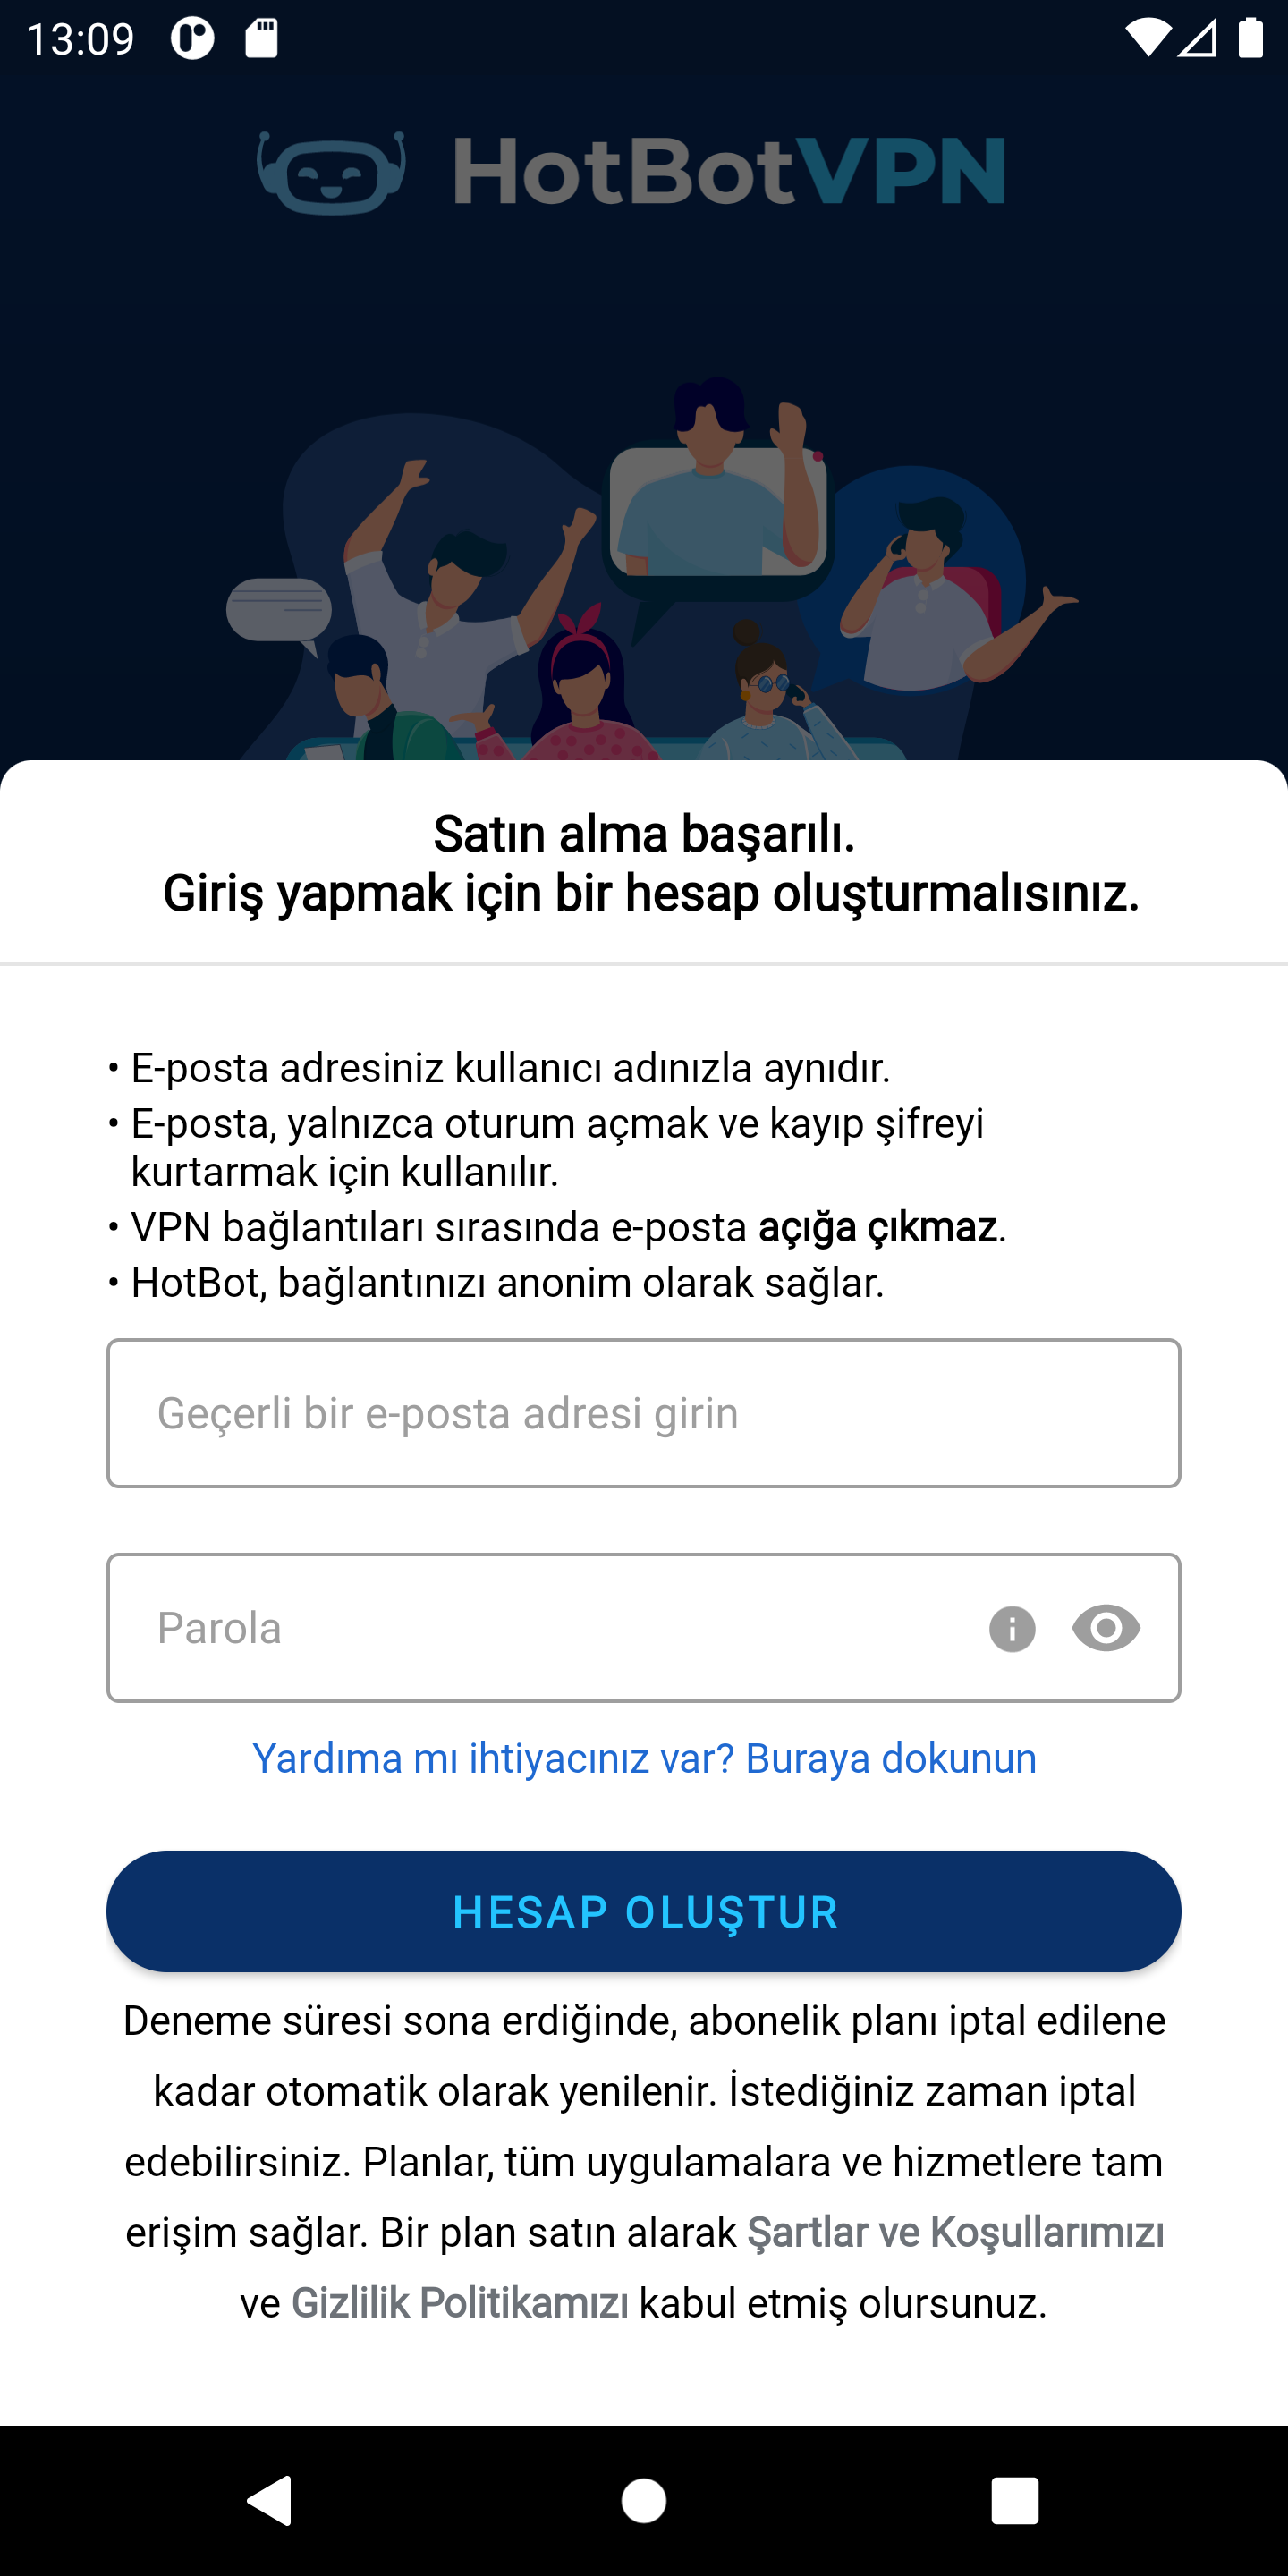 13:09
HotBotVPN
Satın alma başarılı.
Giriş yapmak için bir hesap oluşturmalısınız.
• E-posta adresiniz kullanıcı adınızla aynıdır.
• E-posta, yalnızca oturum açmak ve kayıp şifreyi
kurtarmak için kullanılır.
• VPN bağlantıları sırasında e-posta açığa çıkmaz.
• HotBot, bağlantınızı anonim olarak sağlar.
Geçerli bir e-posta adresi girin
Parola
Yardıma mı ihtiyacınız var? Buraya dokunun
HESAP OLUŞTUR
Deneme süresi sona erdiğinde, abonelik planı iptal edilene
kadar otomatik olarak yenilenir. İstediğiniz zaman iptal
edebilirsiniz. Planlar, tüm uygulamalara ve hizmetlere tam
erişim sağlar. Bir plan satın alarak Şartlar ve Koşullarımızı
ve Gizlilik Politikamızı kabul etmiş olursunuz.